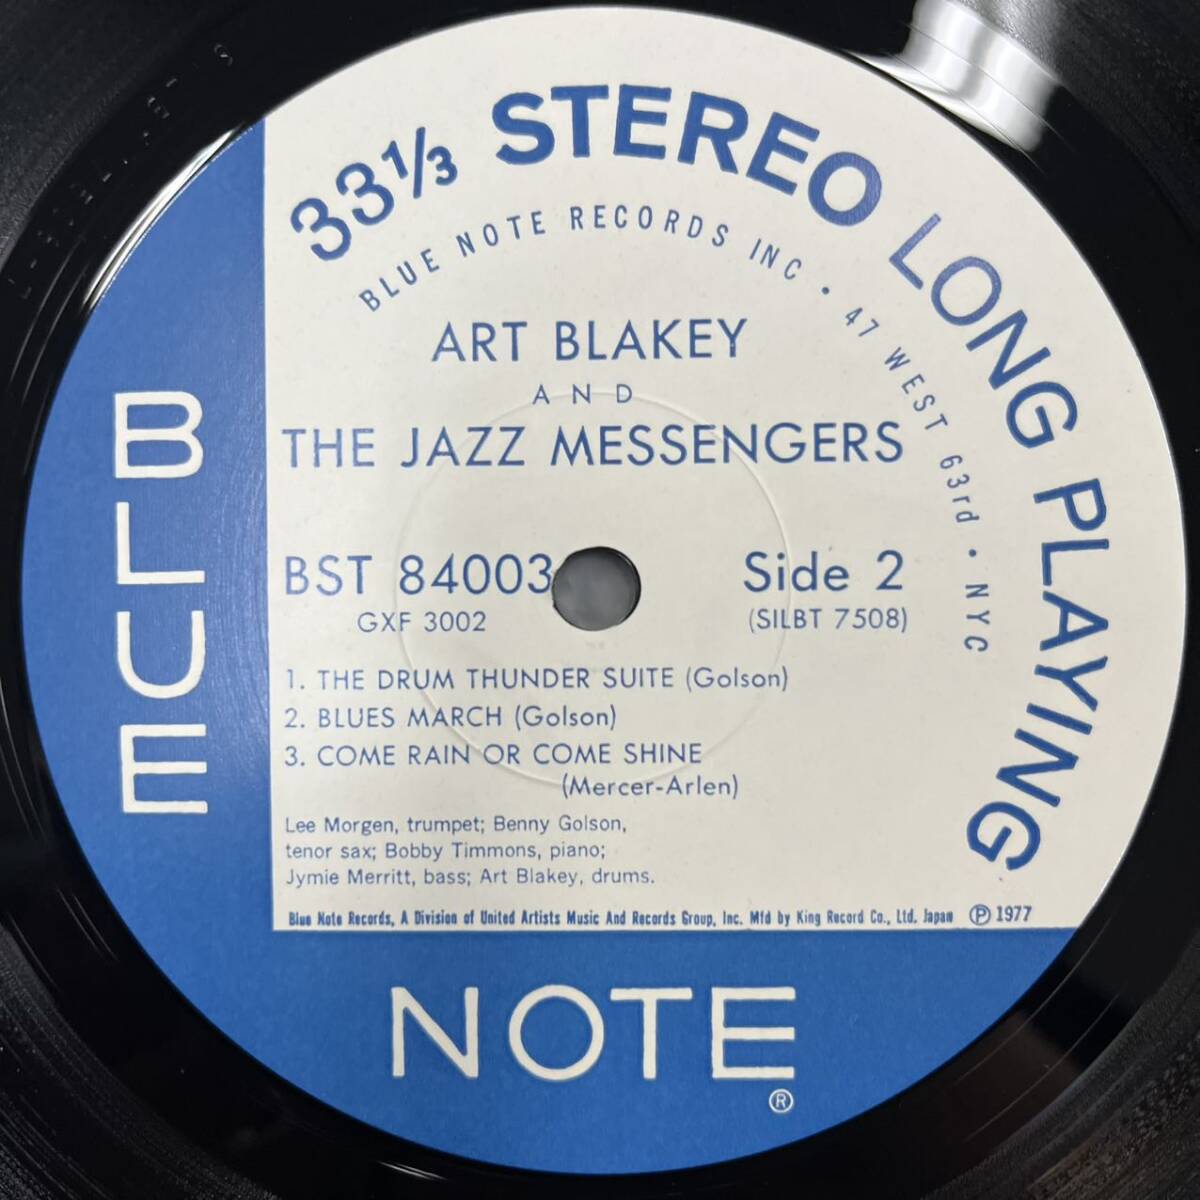 33⅓ STEREO LONG PLAYING
BLUE NOTE RECORDS INC • 47 WEST 63rd • NYC
ART BLAKEY
AND
THE JAZZ MESSENGERS
BST 84003
Side 2
GXF 3002
(SILBT 7508)
1. THE DRUM THUNDER SUITE (Golson)
2. BLUES MARCH (Golson)
3. COME RAIN OR COME SHINE
(Mercer-Arlen)
Lee Morgen, trumpet; Benny Golson,
tenor sax; Bobby Timmons, piano;
Jymie Merritt, bass; Art Blakey, drums.
Blue Note Records, A Division of United Artists Music And Records Group, Inc. Mfd by King Record Co., Ltd. Japan Ⓟ 1977
BLUE
NOTE
®